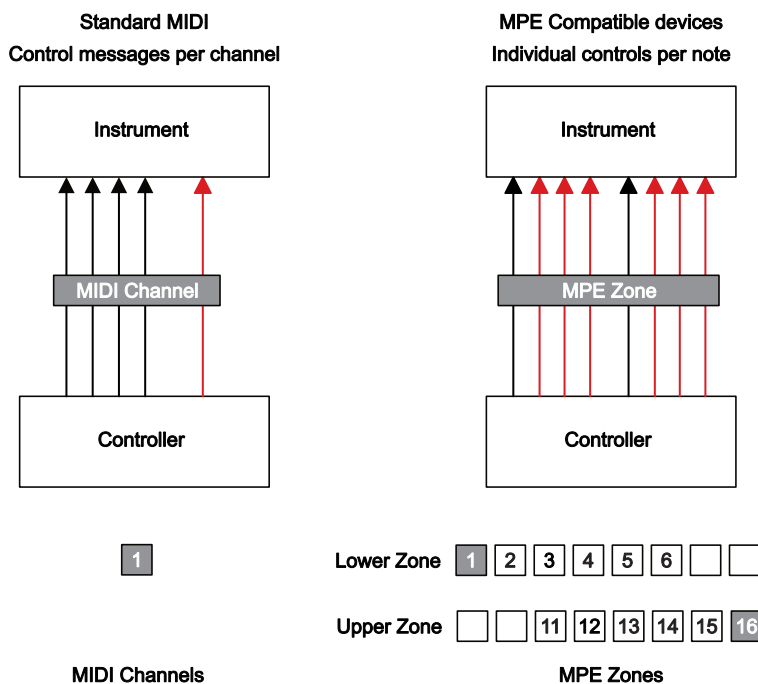 Standard MIDI
Control messages per channel
Instrument
MIDI Channel
Controller
1
MIDI Channels
MPE Compatible devices
Individual controls per note
Instrument
MPE Zone
Controller
Lower Zone 1 2 3 4 5 6
Upper Zone 11 12 13 14 15 16
MPE Zones